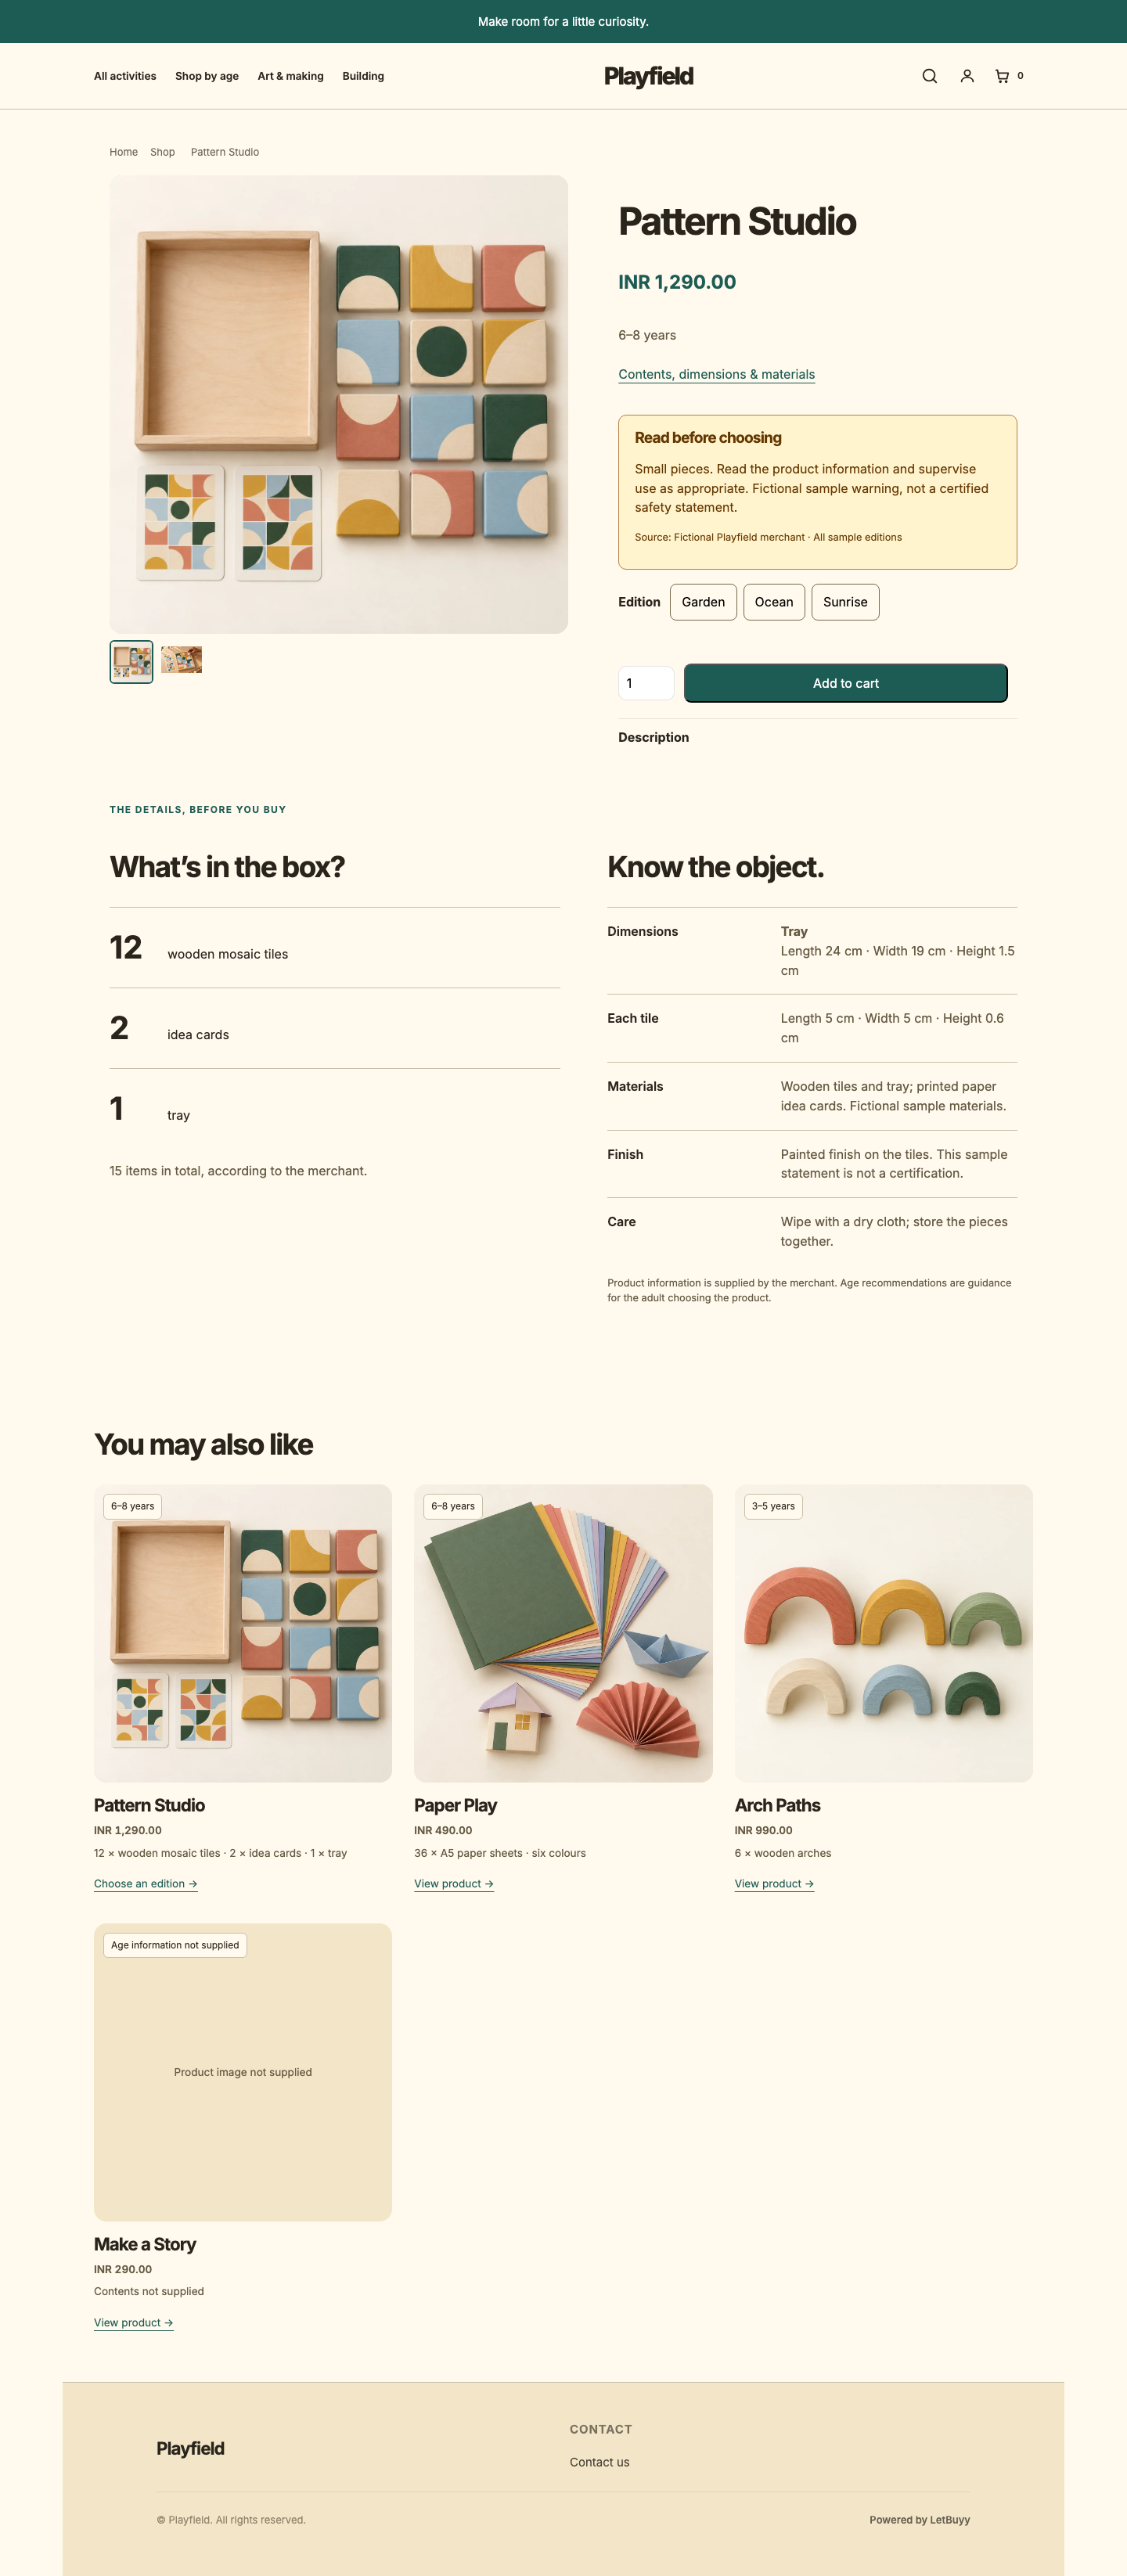 Make room for a little curiosity.
All activities
Shop by age
Art & making
Building
Playfield
0
Home
Shop
Pattern Studio
Pattern Studio
INR 1,290.00
6–8 years
Contents, dimensions & materials
Read before choosing
Small pieces. Read the product information and supervise
use as appropriate. Fictional sample warning, not a certified
safety statement.
Source: Fictional Playfield merchant · All sample editions
Edition
Garden
Ocean
Sunrise
1
Add to cart
Description
THE DETAILS, BEFORE YOU BUY
What’s in the box?
12 wooden mosaic tiles
2 idea cards
1 tray
15 items in total, according to the merchant.
Know the object.
Dimensions
Tray
Length 24 cm · Width 19 cm · Height 1.5
cm
Each tile
Length 5 cm · Width 5 cm · Height 0.6
cm
Materials
Wooden tiles and tray; printed paper
idea cards. Fictional sample materials.
Finish
Painted finish on the tiles. This sample
statement is not a certification.
Care
Wipe with a dry cloth; store the pieces
together.
Product information is supplied by the merchant. Age recommendations are guidance
for the adult choosing the product.
You may also like
6–8 years
Pattern Studio
INR 1,290.00
12 × wooden mosaic tiles · 2 × idea cards · 1 × tray
Choose an edition →
6–8 years
Paper Play
INR 490.00
36 × A5 paper sheets · six colours
View product →
3–5 years
Arch Paths
INR 990.00
6 × wooden arches
View product →
Age information not supplied
Product image not supplied
Make a Story
INR 290.00
Contents not supplied
View product →
Playfield
CONTACT
Contact us
© Playfield. All rights reserved.
Powered by LetBuyy